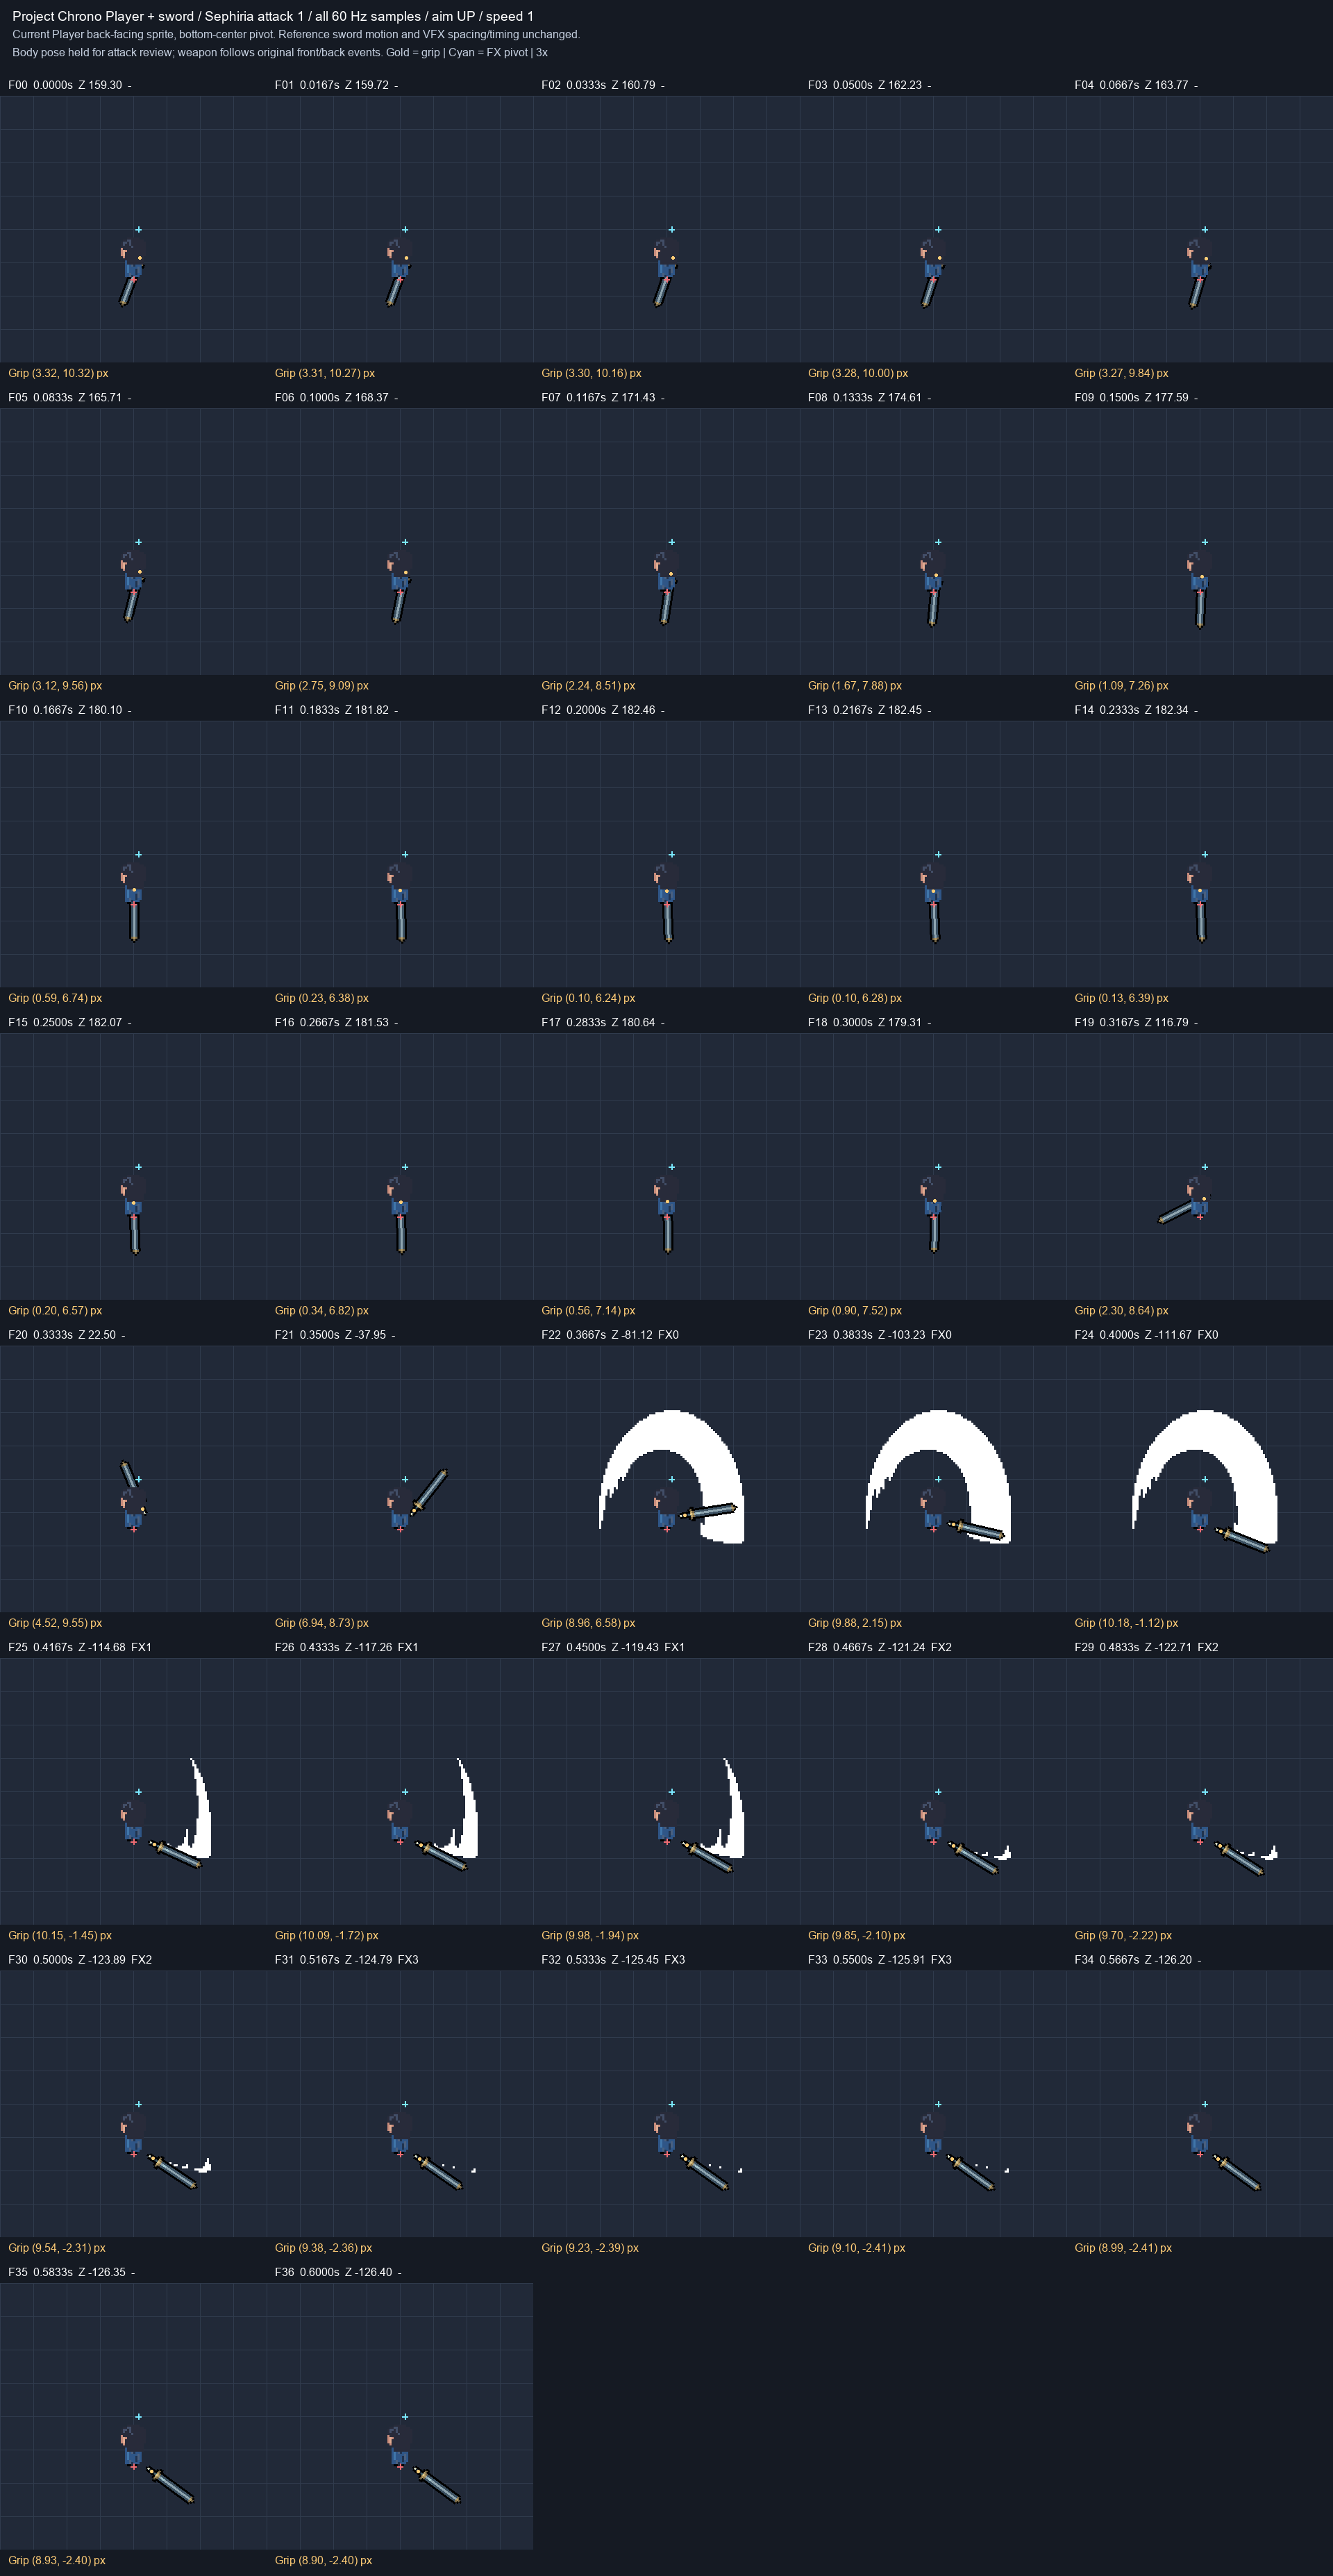 Project Chrono Player + sword / Sephiria attack 1 / all 60 Hz samples / aim UP / speed 1
Current Player back-facing sprite, bottom-center pivot. Reference sword motion and VFX spacing/timing unchanged.
Body pose held for attack review; weapon follows original front/back events. Gold = grip | Cyan = FX pivot | 3x
F00 0.0000s Z 159.30 -
F01 0.0167s Z 159.72 -
F02 0.0333s Z 160.79 -
F03 0.0500s Z 162.23 -
F04 0.0667s Z 163.77 -
Grip (3.32, 10.32) px
Grip (3.31, 10.27) px
Grip (3.30, 10.16) px
Grip (3.28, 10.00) px
Grip (3.27, 9.84) px
F05 0.0833s Z 165.71 -
F06 0.1000s Z 168.37 -
F07 0.1167s Z 171.43 -
F08 0.1333s Z 174.61 -
F09 0.1500s Z 177.59 -
Grip (3.12, 9.56) px
Grip (2.75, 9.09) px
Grip (2.24, 8.51) px
Grip (1.67, 7.88) px
Grip (1.09, 7.26) px
F10 0.1667s Z 180.10 -
F11 0.1833s Z 181.82 -
F12 0.2000s Z 182.46 -
F13 0.2167s Z 182.45 -
F14 0.2333s Z 182.34 -
Grip (0.59, 6.74) px
Grip (0.23, 6.38) px
Grip (0.10, 6.24) px
Grip (0.10, 6.28) px
Grip (0.13, 6.39) px
F15 0.2500s Z 182.07 -
F16 0.2667s Z 181.53 -
F17 0.2833s Z 180.64 -
F18 0.3000s Z 179.31 -
F19 0.3167s Z 116.79 -
Grip (0.20, 6.57) px
Grip (0.34, 6.82) px
Grip (0.56, 7.14) px
Grip (0.90, 7.52) px
Grip (2.30, 8.64) px
F20 0.3333s Z 22.50 -
F21 0.3500s Z -37.95 -
F22 0.3667s Z -81.12 FX0
F23 0.3833s Z -103.23 FX0
F24 0.4000s Z -111.67 FX0
Grip (4.52, 9.55) px
Grip (6.94, 8.73) px
Grip (8.96, 6.58) px
Grip (9.88, 2.15) px
Grip (10.18, -1.12) px
F25 0.4167s Z -114.68 FX1
F26 0.4333s Z -117.26 FX1
F27 0.4500s Z -119.43 FX1
F28 0.4667s Z -121.24 FX2
F29 0.4833s Z -122.71 FX2
Grip (10.15, -1.45) px
Grip (10.09, -1.72) px
Grip (9.98, -1.94) px
Grip (9.85, -2.10) px
Grip (9.70, -2.22) px
F30 0.5000s Z -123.89 FX2
F31 0.5167s Z -124.79 FX3
F32 0.5333s Z -125.45 FX3
F33 0.5500s Z -125.91 FX3
F34 0.5667s Z -126.20 -
Grip (9.54, -2.31) px
Grip (9.38, -2.36) px
Grip (9.23, -2.39) px
Grip (9.10, -2.41) px
Grip (8.99, -2.41) px
F35 0.5833s Z -126.35 -
F36 0.6000s Z -126.40 -
Grip (8.93, -2.40) px
Grip (8.90, -2.40) px